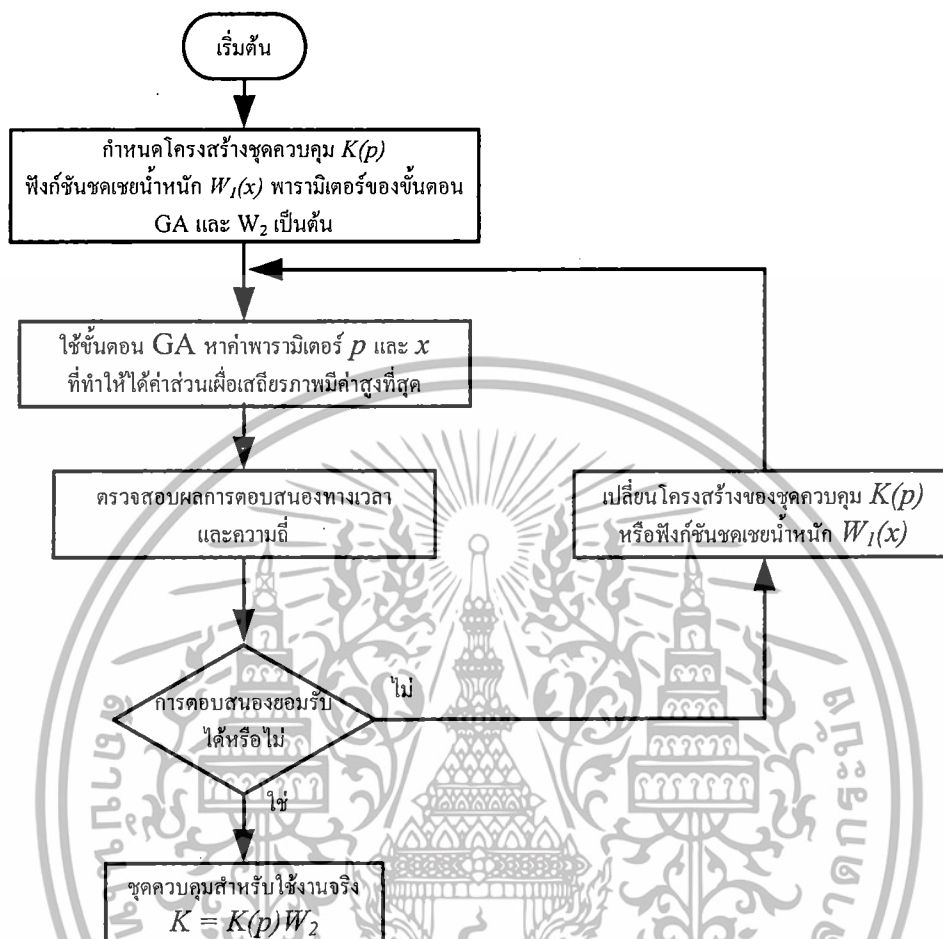 เริ่มต้น
กำหนดโครงสร้างชุดควบคุม K(p)
ฟังก์ชันชดเชยน้ำหนัก W₁(x) พารามิเตอร์ของขั้นตอน
GA และ W₂ เป็นต้น
ใช้ขั้นตอน GA หาค่าพารามิเตอร์ p และ x
ที่ทำให้ได้ค่าส่วนเผื่อเสถียรภาพมีค่าสูงที่สุด
ตรวจสอบผลการตอบสนองทางเวลา
และความถี่
เปลี่ยนโครงสร้างของชุดควบคุม K(p)
หรือฟังก์ชันชดเชยน้ำหนัก W₁(x)
การตอบสนองยอมรับ
ได้หรือไม่
ไม่
ใช่
ชุดควบคุมสำหรับใช้งานจริง
K = K(p)W₂